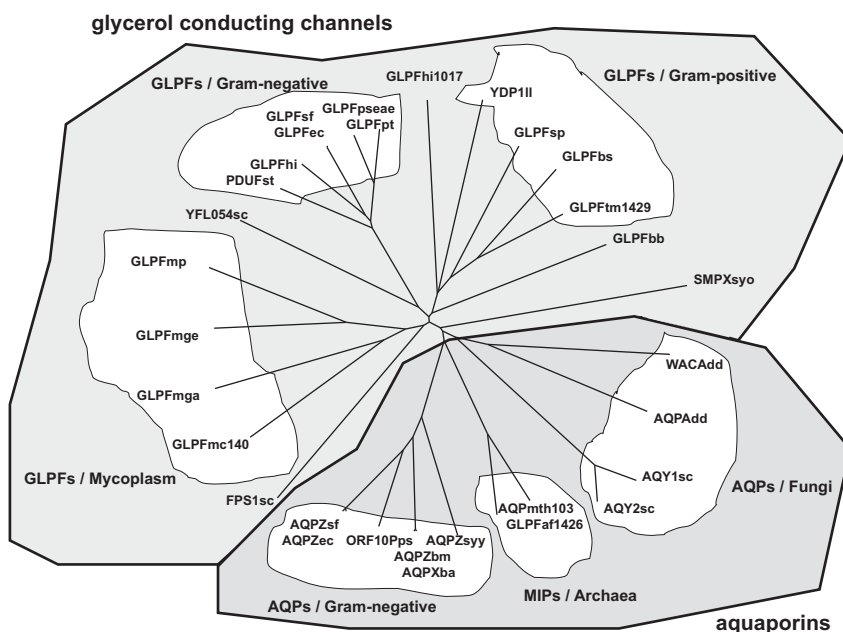 glycerol conducting channels
GLPFs / Gram-negative
GLPFhi1017
GLPFs / Gram-positive
YDP1ll
GLPFpseae
GLPFsf
GLPFpt
GLPFec
GLPFsp
GLPFbs
GLPFhi
PDUFst
GLPFtm1429
YFL054sc
GLPFbb
GLPFmp
SMPXsyo
GLPFmge
WACAdd
GLPFmga
AQPAdd
GLPFmc140
GLPFs / Mycoplasm
AQY1sc
AQPs / Fungi
FPS1sc
AQY2sc
AQPmth103
GLPFaf1426
AQPZsf
AQPZec
ORF10Pps
AQPZsyy
AQPZbm
AQPXba
MIPs / Archaea
AQPs / Gram-negative
aquaporins